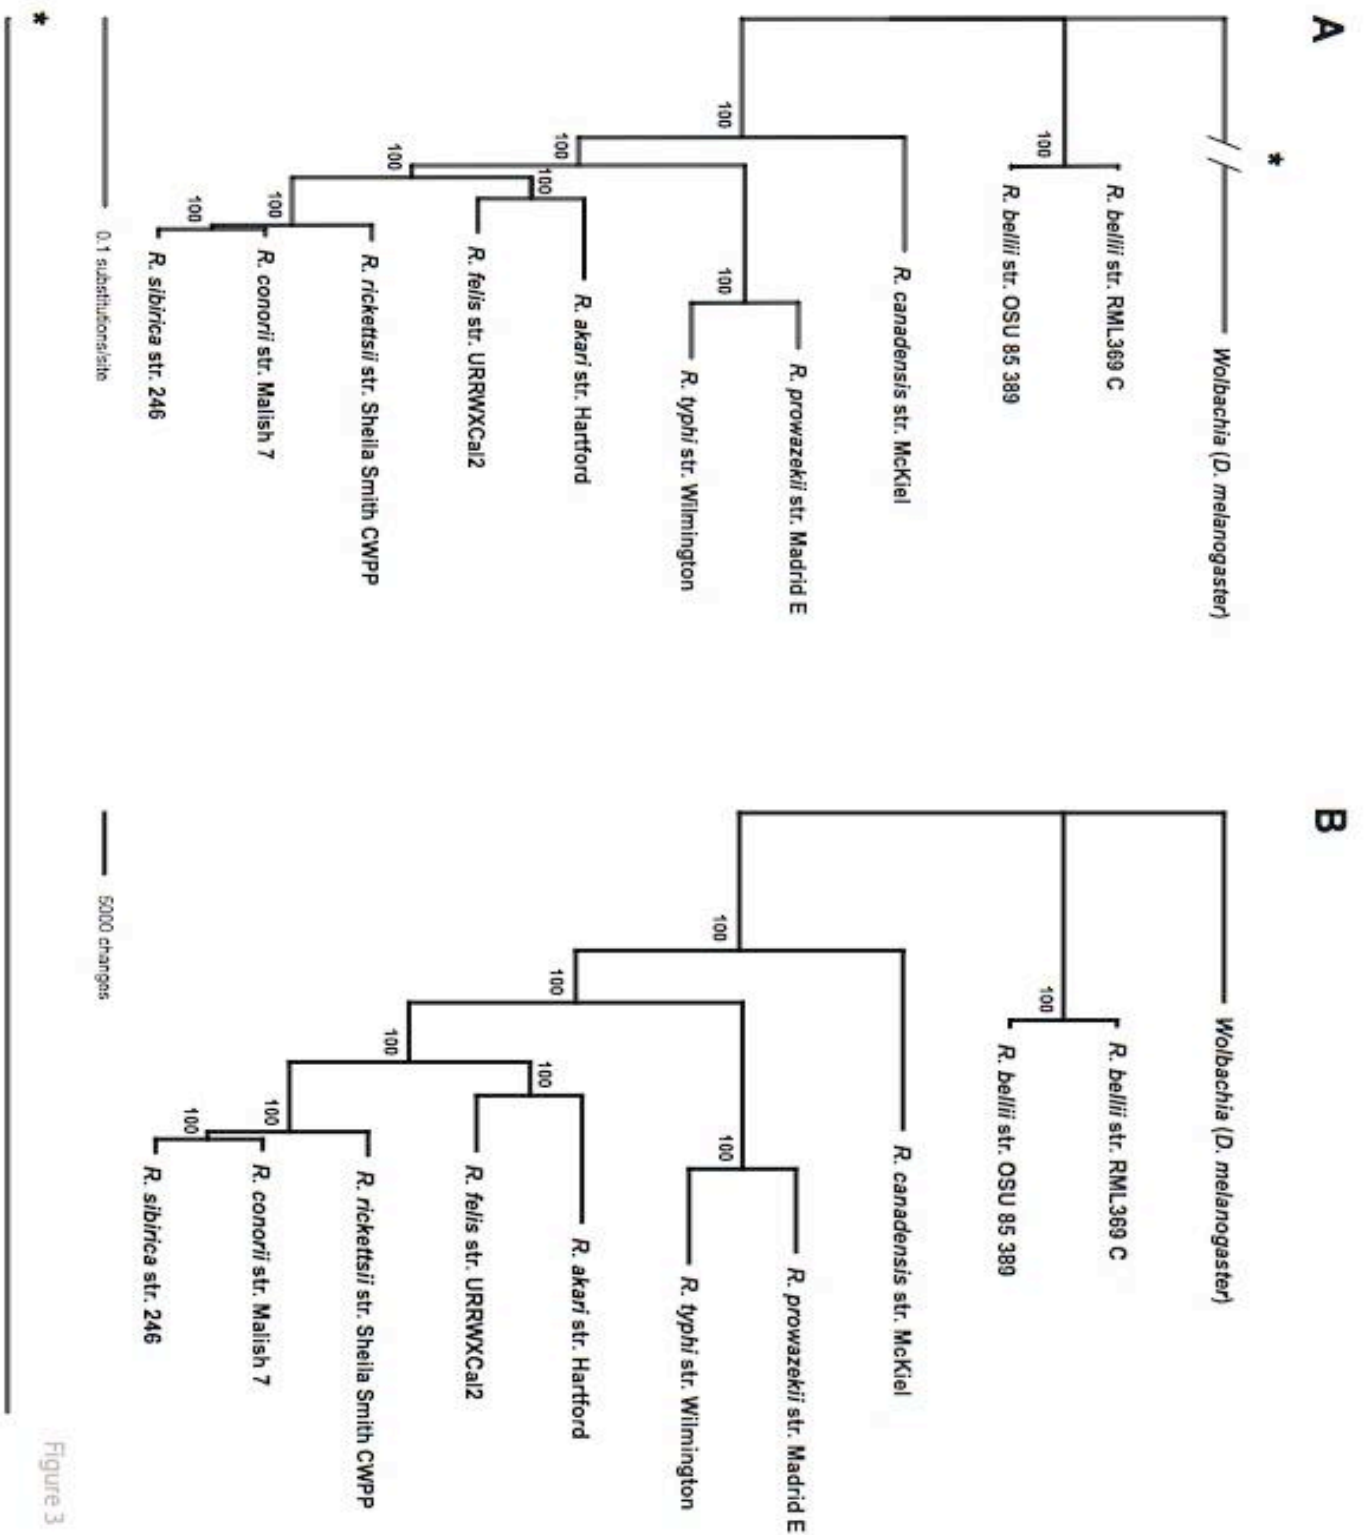 A
*
Wolbachia (D. melanogaster)
R. bellii str. RML369 C
100
R. bellii str. OSU 85 389
R. canadensis str. McKiel
100
R. prowazekii str. Madrid E
100
R. typhi str. Wilmington
100
R. akari str. Hartford
100
R. felis str. URRWXCal2
100
R. rickettsii str. Sheila Smith CWPP
100
R. conorii str. Malish 7
100
R. sibirica str. 246
0.1 substitutions/site
*
B
Wolbachia (D. melanogaster)
R. bellii str. RML369 C
100
R. bellii str. OSU 85 389
R. canadensis str. McKiel
100
R. prowazekii str. Madrid E
100
R. typhi str. Wilmington
100
R. akari str. Hartford
100
R. felis str. URRWXCal2
100
R. rickettsii str. Sheila Smith CWPP
100
R. conorii str. Malish 7
100
R. sibirica str. 246
5000 changes
Figure 3